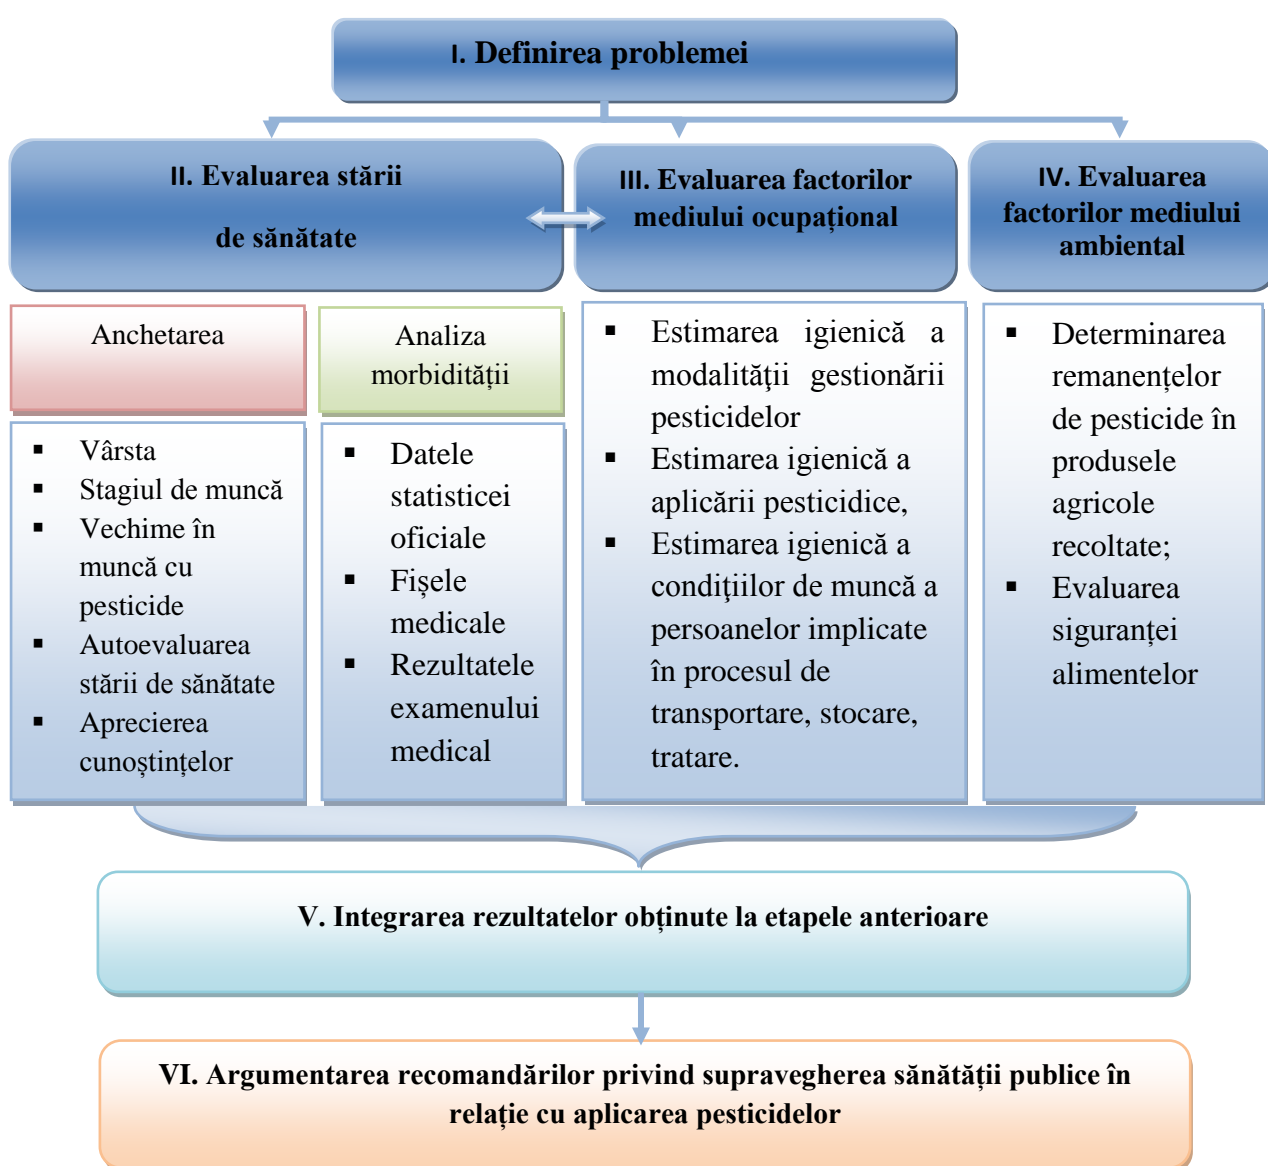 I. Definirea problemei
II. Evaluarea stării
de sănătate
III. Evaluarea factorilor
mediului ocupațional
IV. Evaluarea
factorilor mediului
ambiental
Anchetarea
▪ Vârsta
▪ Stagiul de muncă
▪ Vechime în
muncă cu
pesticide
▪ Autoevaluarea
stării de sănătate
▪ Aprecierea
cunoștințelor
Analiza
morbidității
▪ Datele
statisticei
oficiale
▪ Fișele
medicale
▪ Rezultatele
examenului
medical
▪ Estimarea igienică a
modalităţii gestionării
pesticidelor
▪ Estimarea igienică a
aplicării pesticidice,
▪ Estimarea igienică a
condiţiilor de muncă a
persoanelor implicate
în procesul de
transportare, stocare,
tratare.
▪ Determinarea
remanențelor
de pesticide în
produsele
agricole
recoltate;
▪ Evaluarea
siguranței
alimentelor
V. Integrarea rezultatelor obținute la etapele anterioare
VI. Argumentarea recomandărilor privind supravegherea sănătății publice în
relație cu aplicarea pesticidelor